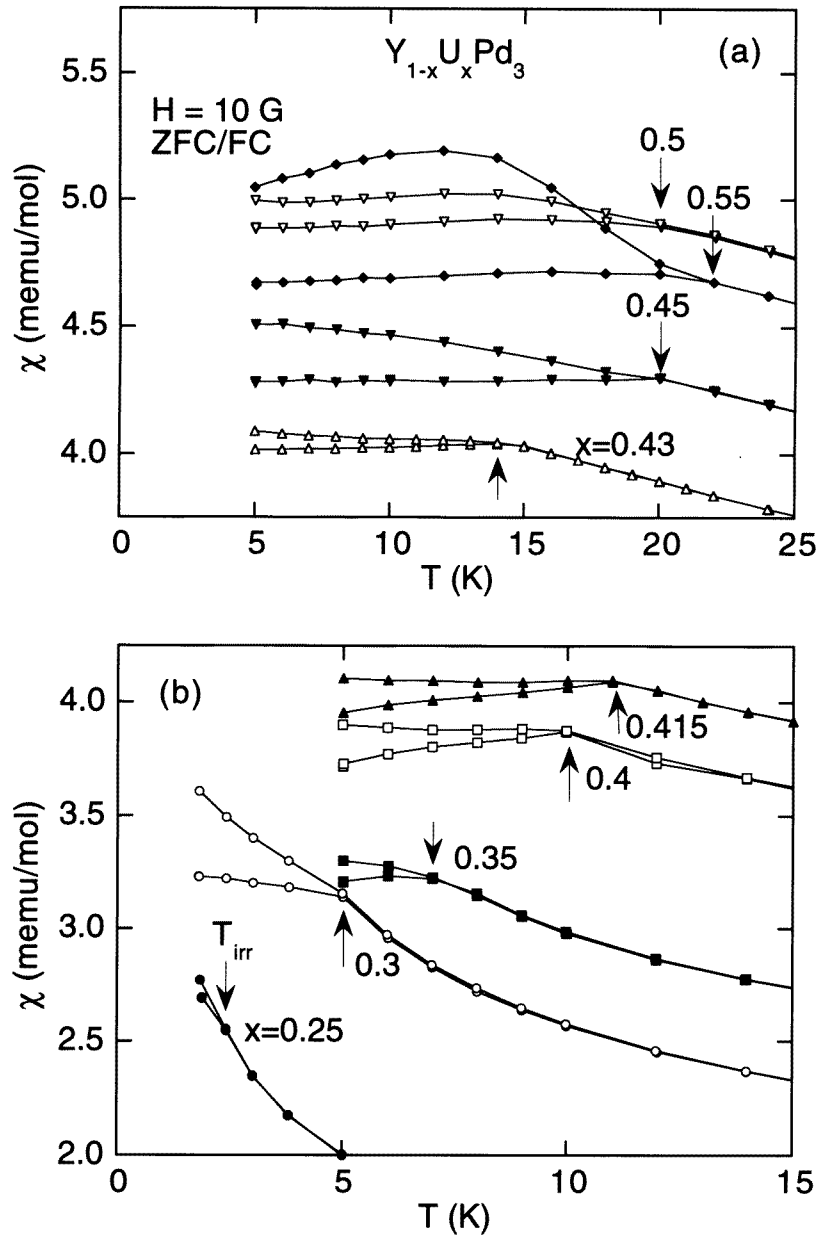 Y1-xUxPd3
(a)
H = 10 G
ZFC/FC
5.5
5.0
4.5
4.0
χ (memu/mol)
0.5
0.55
0.45
x=0.43
0 5 10 15 20 25
T (K)
(b)
4.0
3.5
3.0
2.5
2.0
χ (memu/mol)
0.415
0.4
0.35
0.3
Tirr
x=0.25
0 5 10 15
T (K)